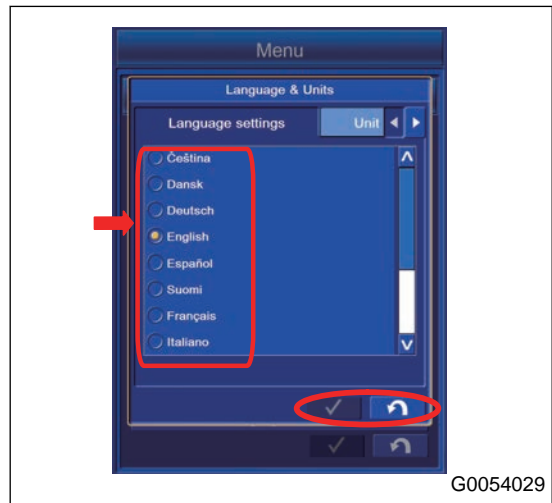 Menu
Language & Units
Language settings Unit
Čeština
Dansk
Deutsch
English
Español
Suomi
Français
Italiano
G0054029